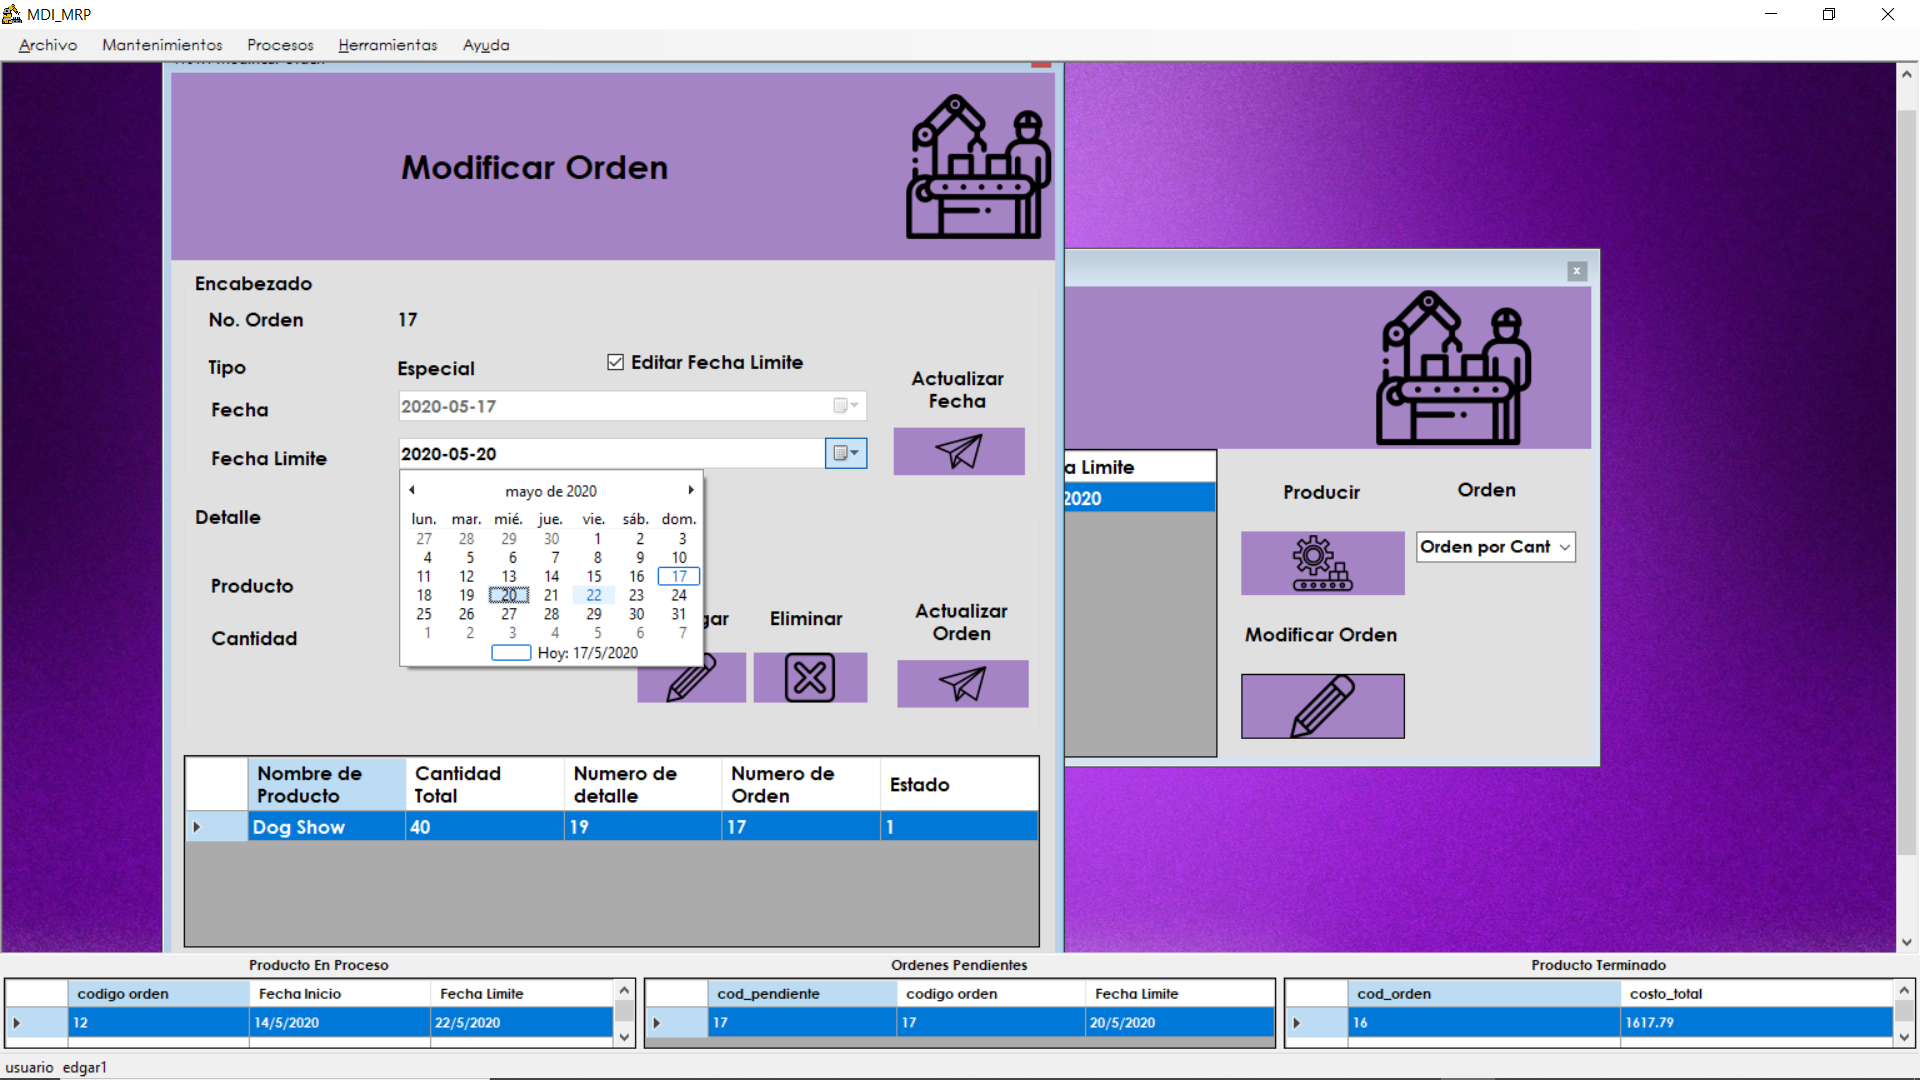 MDI_MRP
Archivo Mantenimientos Procesos Herramientas Ayuda
Modificar Orden
Encabezado
No. Orden 17
Tipo Especial Editar Fecha Limite
Actualizar
Fecha
Fecha 2020-05-17
Fecha Limite 2020-05-20
mayo de 2020
lun. mar. mié. jue. vie. sáb. dom.
27 28 29 30 1 2 3
4 5 6 7 8 9 10
11 12 13 14 15 16 17
18 19 20 21 22 23 24
25 26 27 28 29 30 31
1 2 3 4 5 6 7
Hoy: 17/5/2020
Detalle
Producto
Cantidad
gar Eliminar
Actualizar
Orden
Nombre de
Producto
Cantidad
Total
Numero de
detalle
Numero de
Orden
Estado
Dog Show 40 19 17 1
a Limite
2020
Producir Orden
Orden por Cant
Modificar Orden
Producto En Proceso
codigo orden Fecha Inicio Fecha Limite
12 14/5/2020 22/5/2020
Ordenes Pendientes
cod_pendiente codigo orden Fecha Limite
17 17 20/5/2020
Producto Terminado
cod_orden costo_total
16 1617.79
usuario edgar1